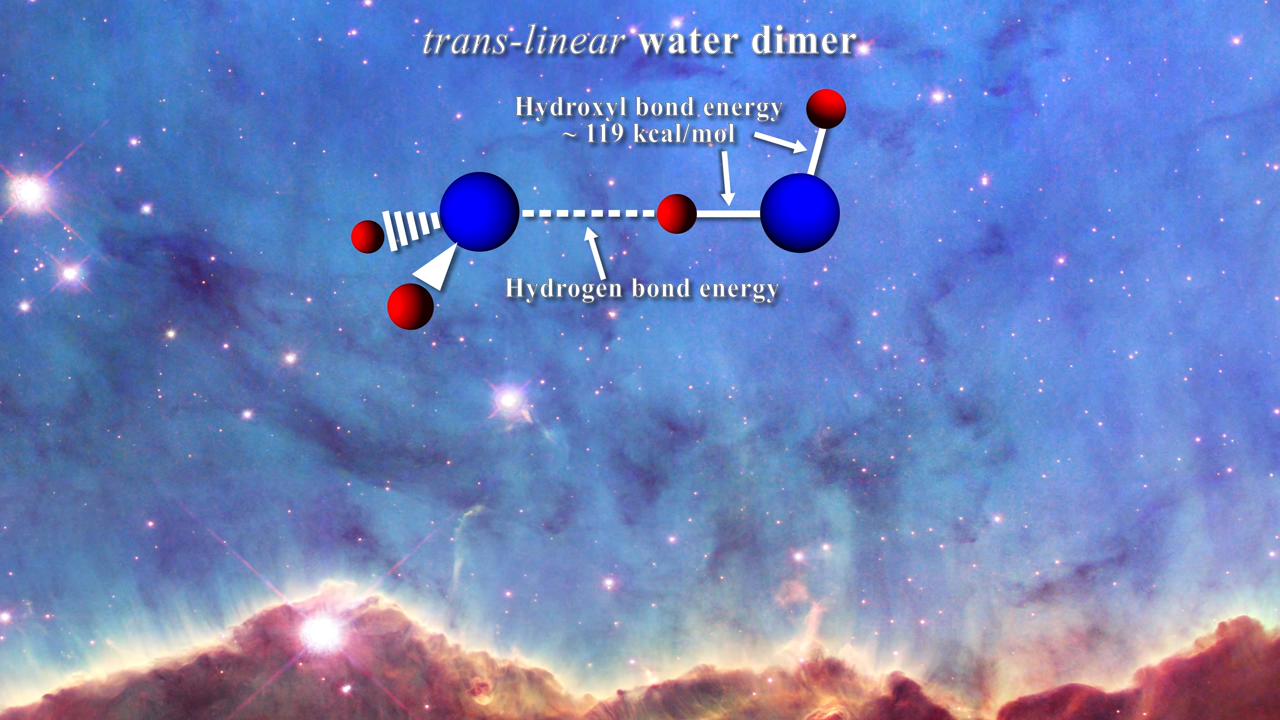 trans-linear water dimer
Hydroxyl bond energy
~ 119 kcal/mol
Hydrogen bond energy